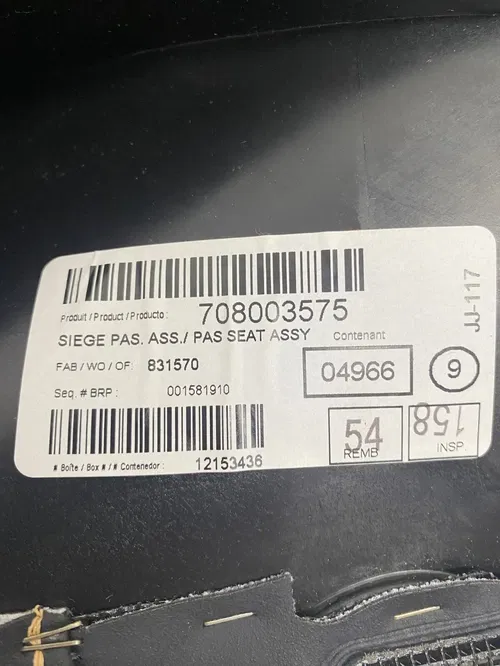 Produit / Product / Producto : 708003575
SIEGE PAS. ASS./ PAS SEAT ASSY
Contenant
FAB / WO / OF: 831570
04966
9
JJ-117
Seq. # BRP : 001581910
54
REMB
158
INSP
# Boîte / Box # / # Contenedor : 12153436